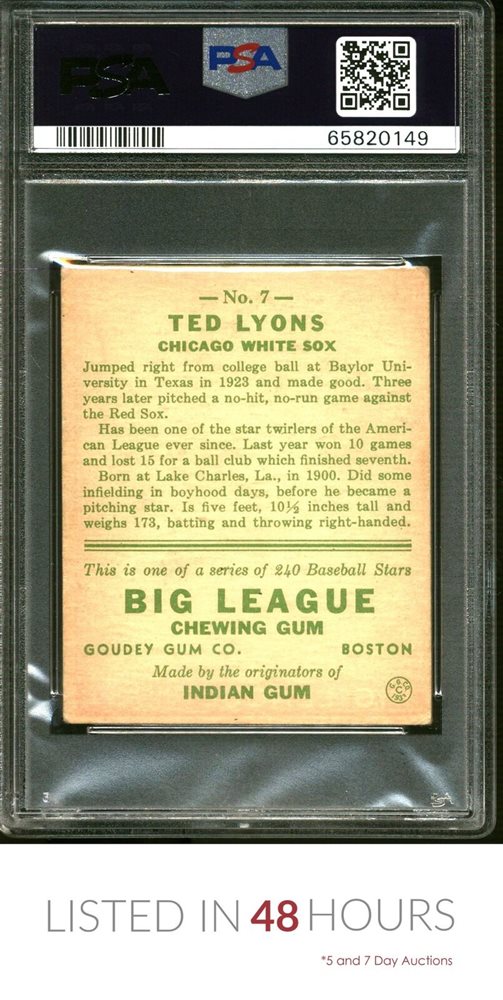 PSA
PSA
65820149
— No. 7 —
TED LYONS
CHICAGO WHITE SOX
Jumped right from college ball at Baylor Uni-
versity in Texas in 1923 and made good. Three
years later pitched a no-hit, no-run game against
the Red Sox.
Has been one of the star twirlers of the Ameri-
can League ever since. Last year won 10 games
and lost 15 for a ball club which finished seventh.
Born at Lake Charles, La., in 1900. Did some
infielding in boyhood days, before he became a
pitching star. Is five feet, 10½ inches tall and
weighs 173, batting and throwing right-handed.
This is one of a series of 240 Baseball Stars
BIG LEAGUE
CHEWING GUM
GOUDEY GUM CO. BOSTON
Made by the originators of
INDIAN GUM
LISTED IN 48 HOURS
*5 and 7 Day Auctions